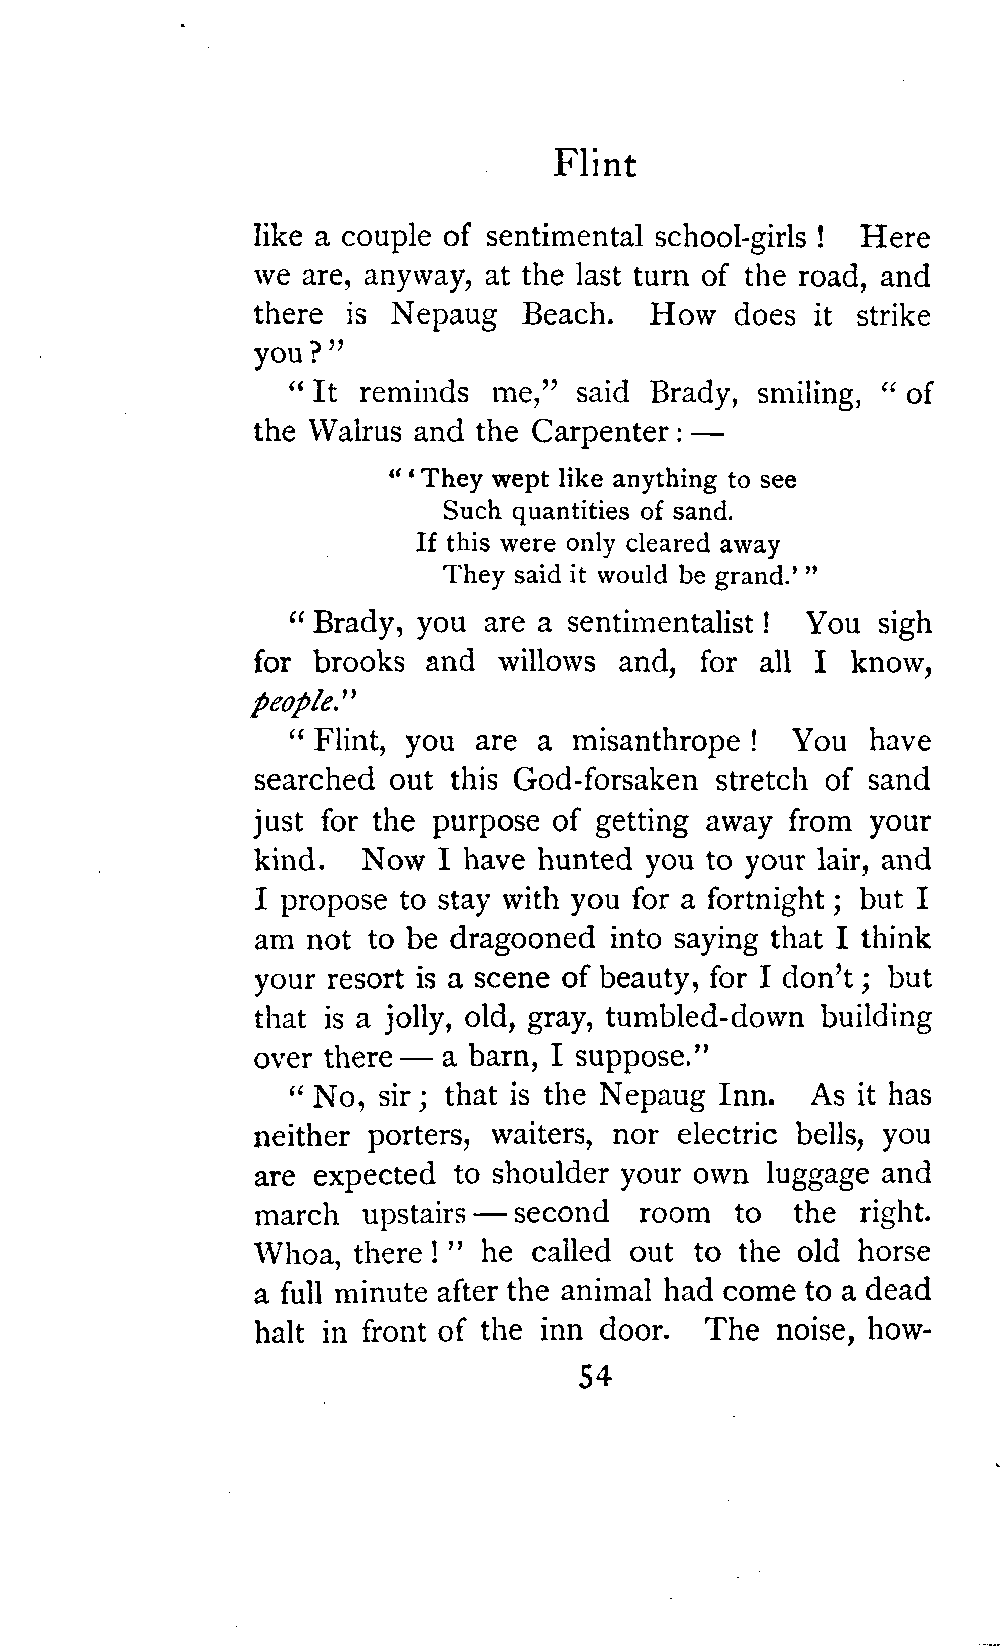 Flint
like a couple of sentimental school-girls! Here
we are, anyway, at the last turn of the road, and
there is Nepaug Beach. How does it strike
you?"
"It reminds me," said Brady, smiling, "of
the Walrus and the Carpenter: —
"'They wept like anything to see
Such quantities of sand.
If this were only cleared away
They said it would be grand.'"
"Brady, you are a sentimentalist! You sigh
for brooks and willows and, for all I know,
people."
"Flint, you are a misanthrope! You have
searched out this God-forsaken stretch of sand
just for the purpose of getting away from your
kind. Now I have hunted you to your lair, and
I propose to stay with you for a fortnight; but I
am not to be dragooned into saying that I think
your resort is a scene of beauty, for I don't; but
that is a jolly, old, gray, tumbled-down building
over there — a barn, I suppose."
"No, sir; that is the Nepaug Inn. As it has
neither porters, waiters, nor electric bells, you
are expected to shoulder your own luggage and
march upstairs — second room to the right.
Whoa, there!" he called out to the old horse
a full minute after the animal had come to a dead
halt in front of the inn door. The noise, how-
54